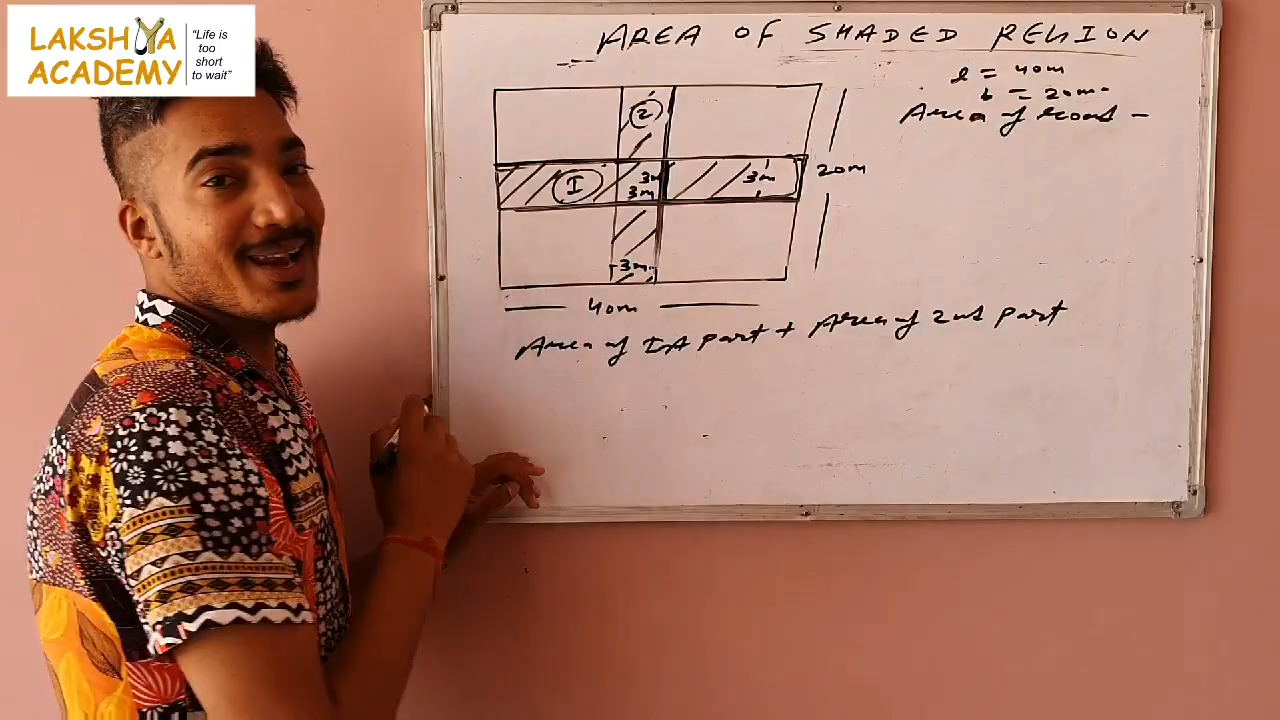 LAKSHYA
ACADEMY
"Life is
too
short
to wait"
AREA OF SHADED REGION
l = 40m
b = 20m
Area of road -
2
I
3m
3m
3m
20m
3m
40m
Area of Ist part + Area of 2nd part